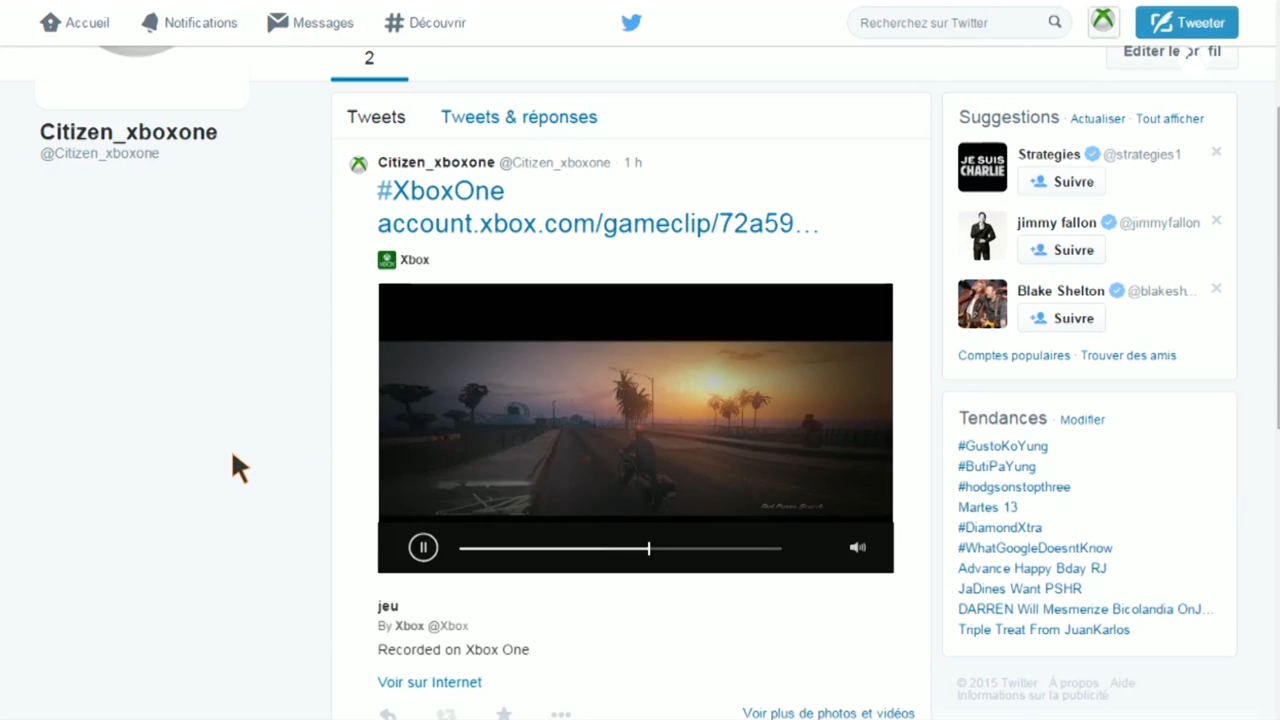 Accueil
Notifications
Messages
Découvrir
Recherchez sur Twitter
Tweeter
2
Editer le
Citizen_xboxone
@Citizen_xboxone
Tweets
Tweets & réponses
Citizen_xboxone @Citizen_xboxone · 1 h
#XboxOne
account.xbox.com/gameclip/72a59...
Xbox
jeu
By Xbox @Xbox
Recorded on Xbox One
Voir sur Internet
Voir plus de photos et vidéos
Suggestions · Actualiser · Tout afficher
JE SUIS
CHARLIE
Strategies @strategies1
Suivre
jimmy fallon @jimmyfallon
Suivre
Blake Shelton @blakesh...
Suivre
Comptes populaires · Trouver des amis
Tendances · Modifier
#GustoKoYung
#ButiPaYung
#hodgsonstopthree
Martes 13
#DiamondXtra
#WhatGoogleDoesntKnow
Advance Happy Bday RJ
JaDines Want PSHR
DARREN Will Mesmerize Bicolandia OnJ...
Triple Treat From JuanKarlos
© 2015 Twitter À propos Aide
Informations sur la publicité